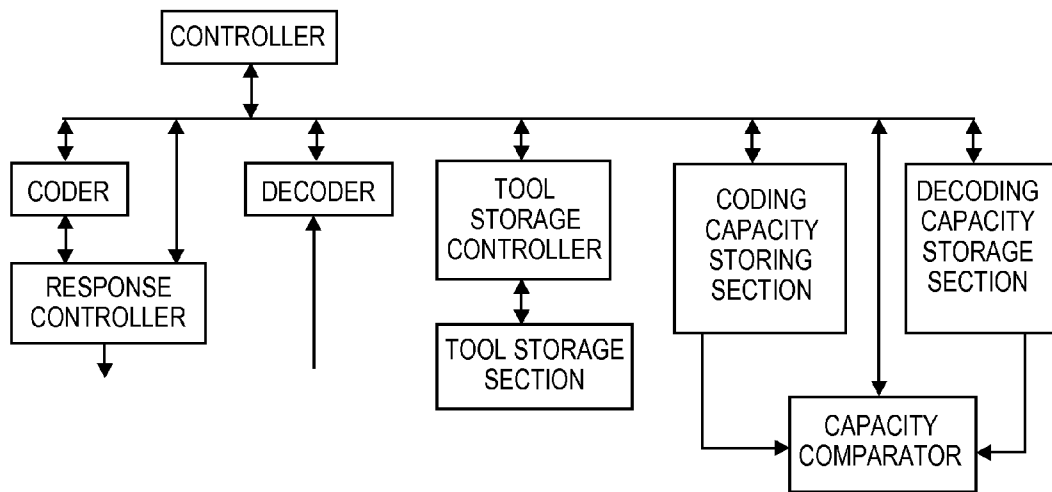 CONTROLLER
CODER
RESPONSE
CONTROLLER
DECODER
TOOL
STORAGE
CONTROLLER
TOOL STORAGE
SECTION
CODING
CAPACITY
STORING
SECTION
DECODING
CAPACITY
STORAGE
SECTION
CAPACITY
COMPARATOR